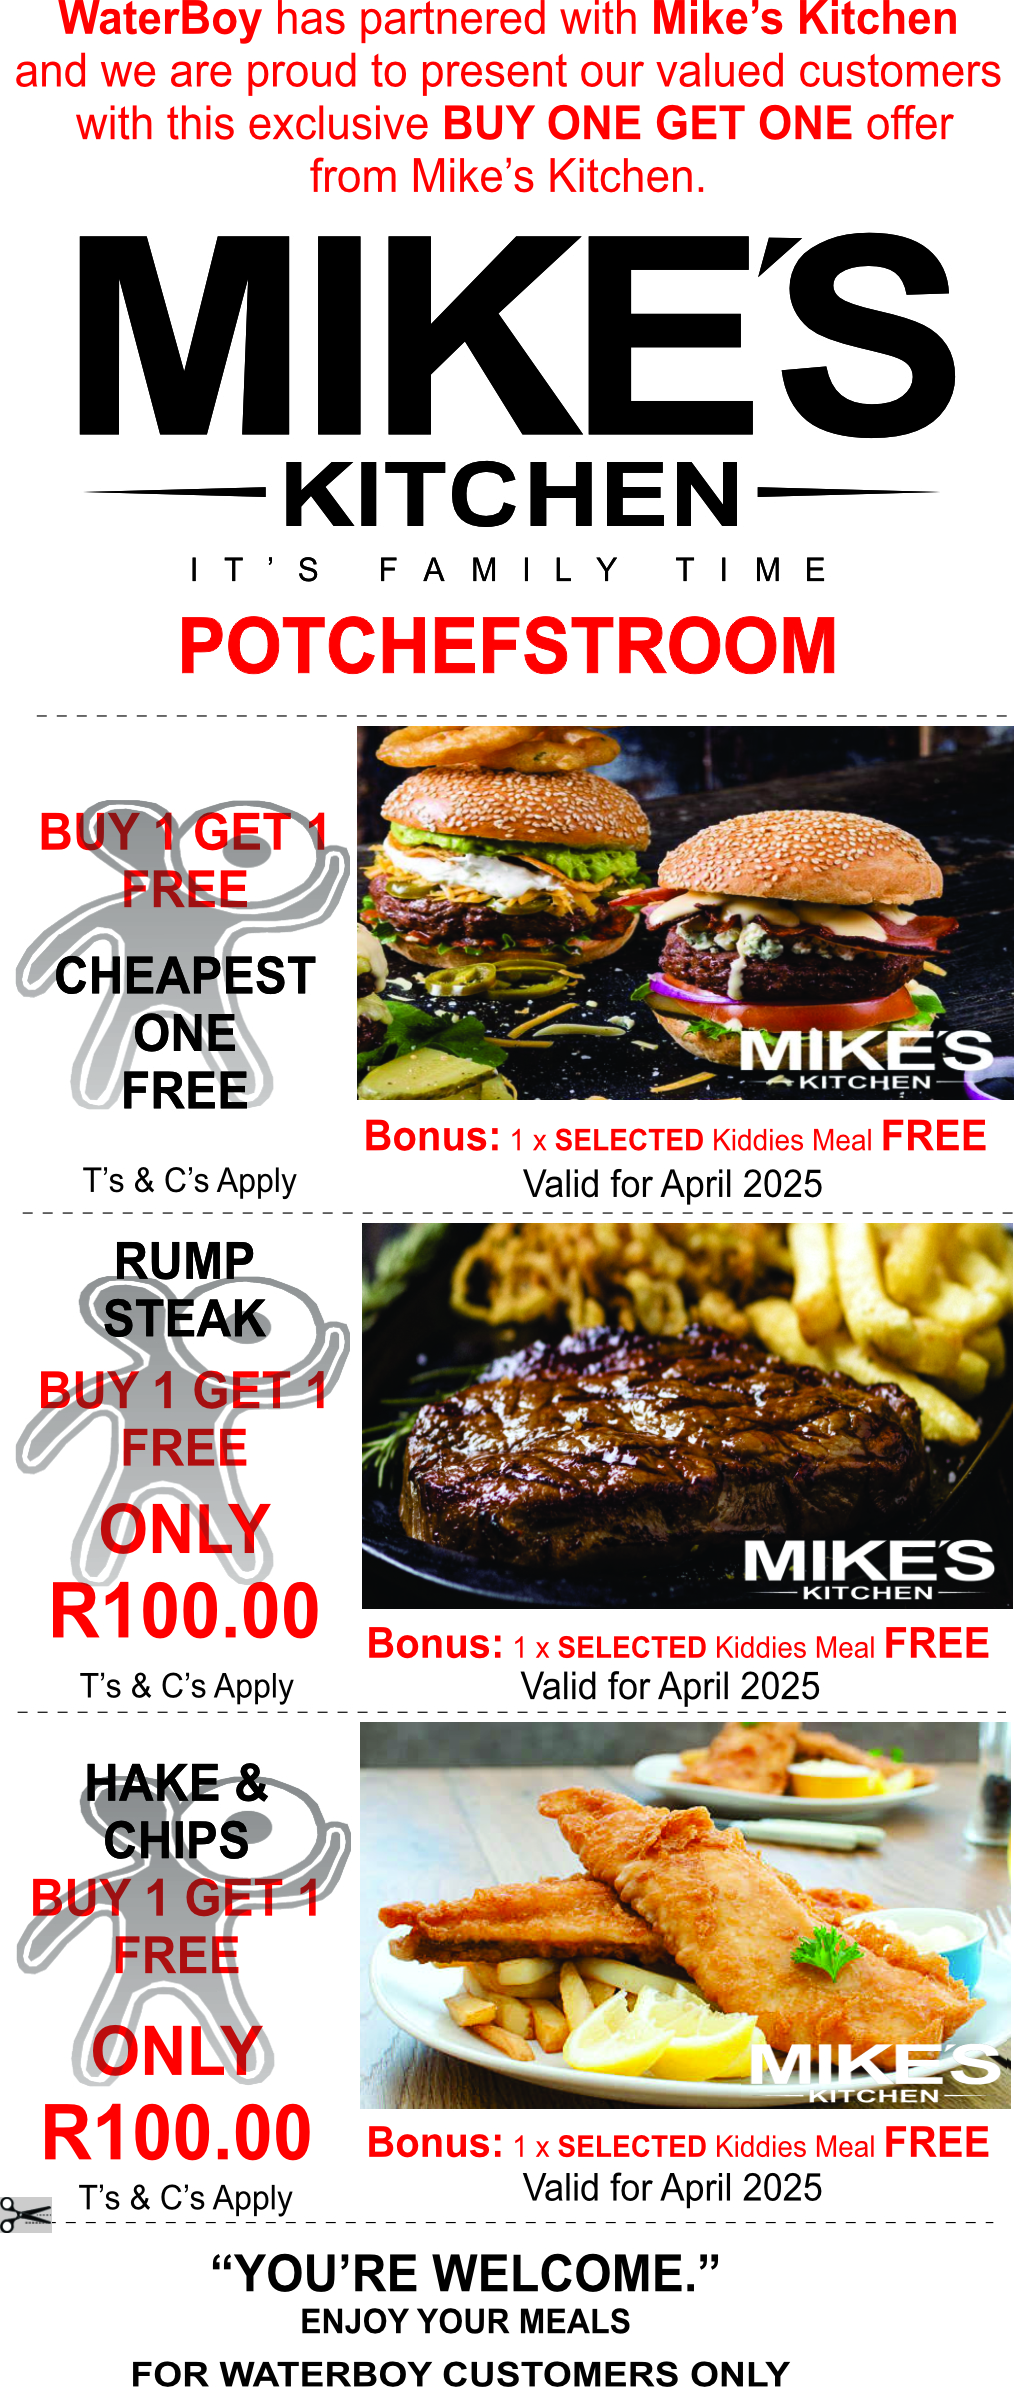 WaterBoy has partnered with Mike’s Kitchen
and we are proud to present our valued customers
with this exclusive BUY ONE GET ONE offer
from Mike’s Kitchen.
MIKE’S
KITCHEN
IT’S FAMILY TIME
POTCHEFSTROOM
BUY 1 GET 1
FREE
CHEAPEST
ONE
FREE
T’s & C’s Apply
MIKE’S
KITCHEN
Bonus: 1 x SELECTED Kiddies Meal FREE
Valid for April 2025
RUMP
STEAK
BUY 1 GET 1
FREE
ONLY
R100.00
T’s & C’s Apply
MIKE’S
KITCHEN
Bonus: 1 x SELECTED Kiddies Meal FREE
Valid for April 2025
HAKE &
CHIPS
BUY 1 GET 1
FREE
ONLY
R100.00
T’s & C’s Apply
MIKE’S
KITCHEN
Bonus: 1 x SELECTED Kiddies Meal FREE
Valid for April 2025
“YOU’RE WELCOME.”
ENJOY YOUR MEALS
FOR WATERBOY CUSTOMERS ONLY